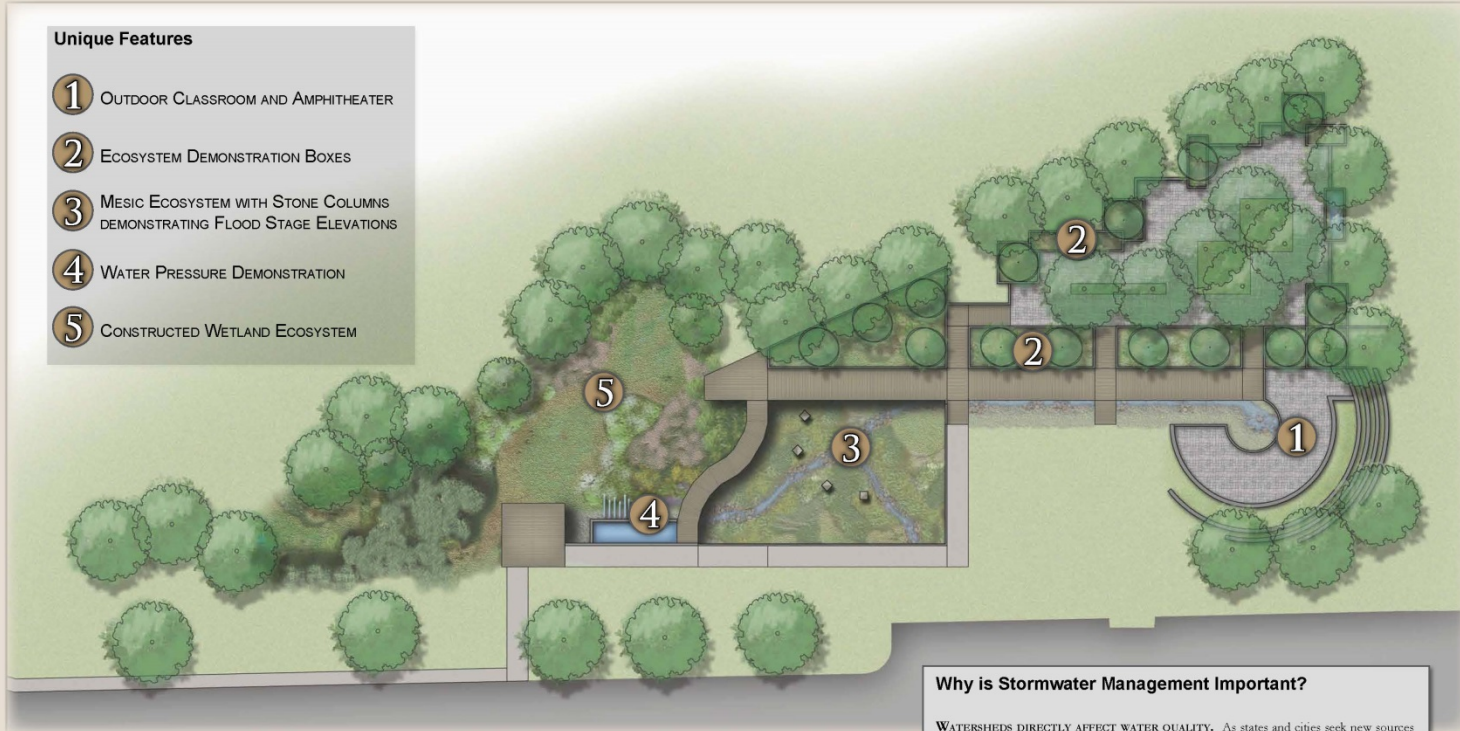 Unique Features
1 OUTDOOR CLASSROOM AND AMPHITHEATER
2 ECOSYSTEM DEMONSTRATION BOXES
3 MESIC ECOSYSTEM WITH STONE COLUMNS
DEMONSTRATING FLOOD STAGE ELEVATIONS
4 WATER PRESSURE DEMONSTRATION
5 CONSTRUCTED WETLAND ECOSYSTEM
2
2
5
3
1
4
Why is Stormwater Management Important?
WATERSHEDS DIRECTLY AFFECT WATER QUALITY. As states and cities seek new sources